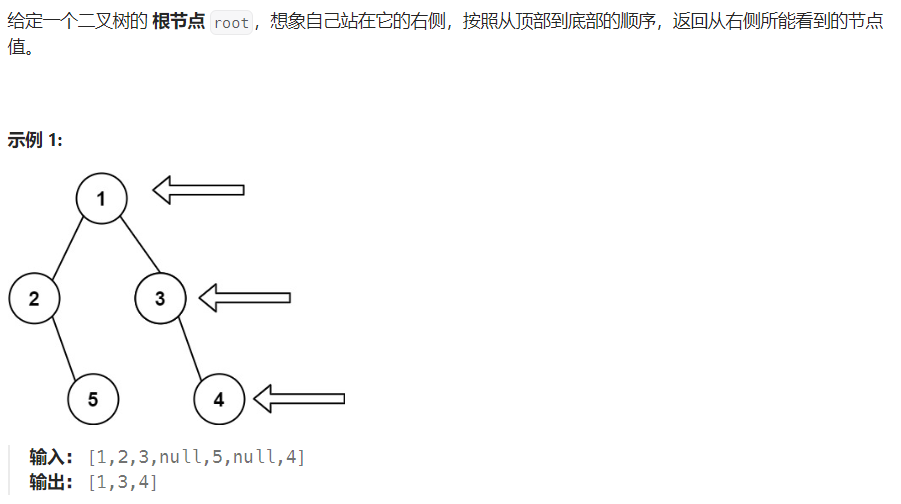 给定一个二叉树的 根节点 root，想象自己站在它的右侧，按照从顶部到底部的顺序，返回从右侧所能看到的节点
值。
示例 1:
1
2
3
5
4
输入： [1,2,3,null,5,null,4]
输出： [1,3,4]